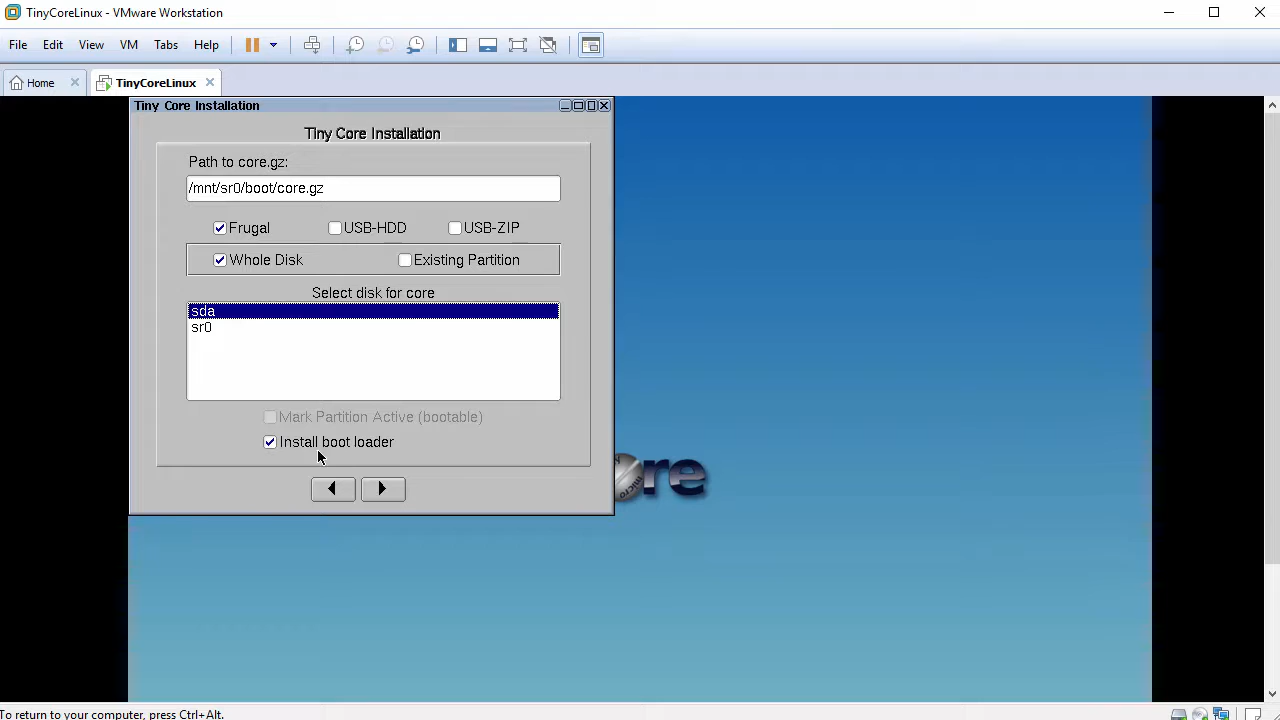 TinyCoreLinux - VMware Workstation
File Edit View VM Tabs Help
Home TinyCoreLinux
Tiny Core Installation
Tiny Core Installation
Path to core.gz:
/mnt/sr0/boot/core.gz
Frugal USB-HDD USB-ZIP
Whole Disk Existing Partition
Select disk for core
sda
sr0
Mark Partition Active (bootable)
Install boot loader
micro ore
To return to your computer, press Ctrl+Alt.